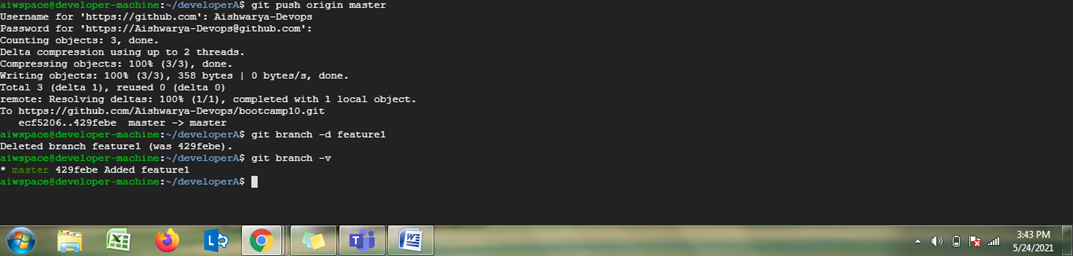 aiwspace@developer-machine:~/developerA$ git push origin master
Username for 'https://github.com': Aishwarya-Devops
Password for 'https://Aishwarya-Devops@github.com':
Counting objects: 3, done.
Delta compression using up to 2 threads.
Compressing objects: 100% (3/3), done.
Writing objects: 100% (3/3), 358 bytes | 0 bytes/s, done.
Total 3 (delta 1), reused 0 (delta 0)
remote: Resolving deltas: 100% (1/1), completed with 1 local object.
To https://github.com/Aishwarya-Devops/bootcamp10.git
   ecf5206..429febe  master -> master
aiwspace@developer-machine:~/developerA$ git branch -d feature1
Deleted branch feature1 (was 429febe).
aiwspace@developer-machine:~/developerA$ git branch -v
* master 429febe Added feature1
aiwspace@developer-machine:~/developerA$
3:43 PM
5/24/2021